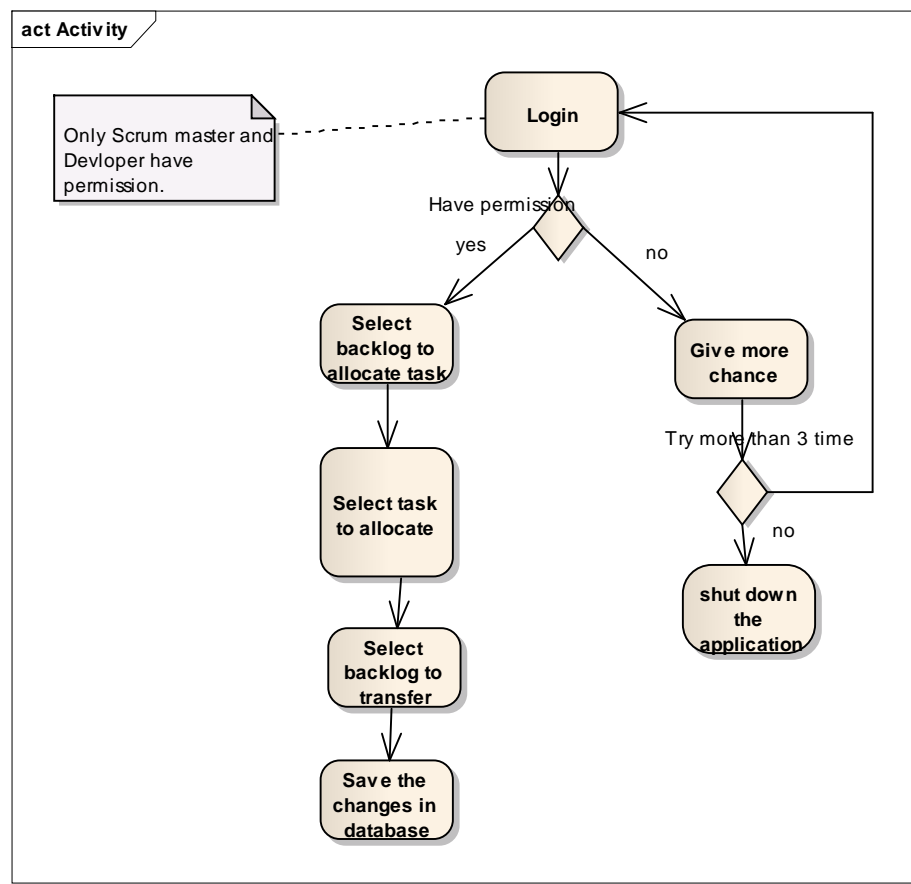 act Activity
Login
Only Scrum master and
Devloper have
permission.
Have permission
yes
no
Select
backlog to
allocate task
Give more
chance
Try more than 3 time
Select task
to allocate
no
shut down
the
application
Select
backlog to
transfer
Save the
changes in
database